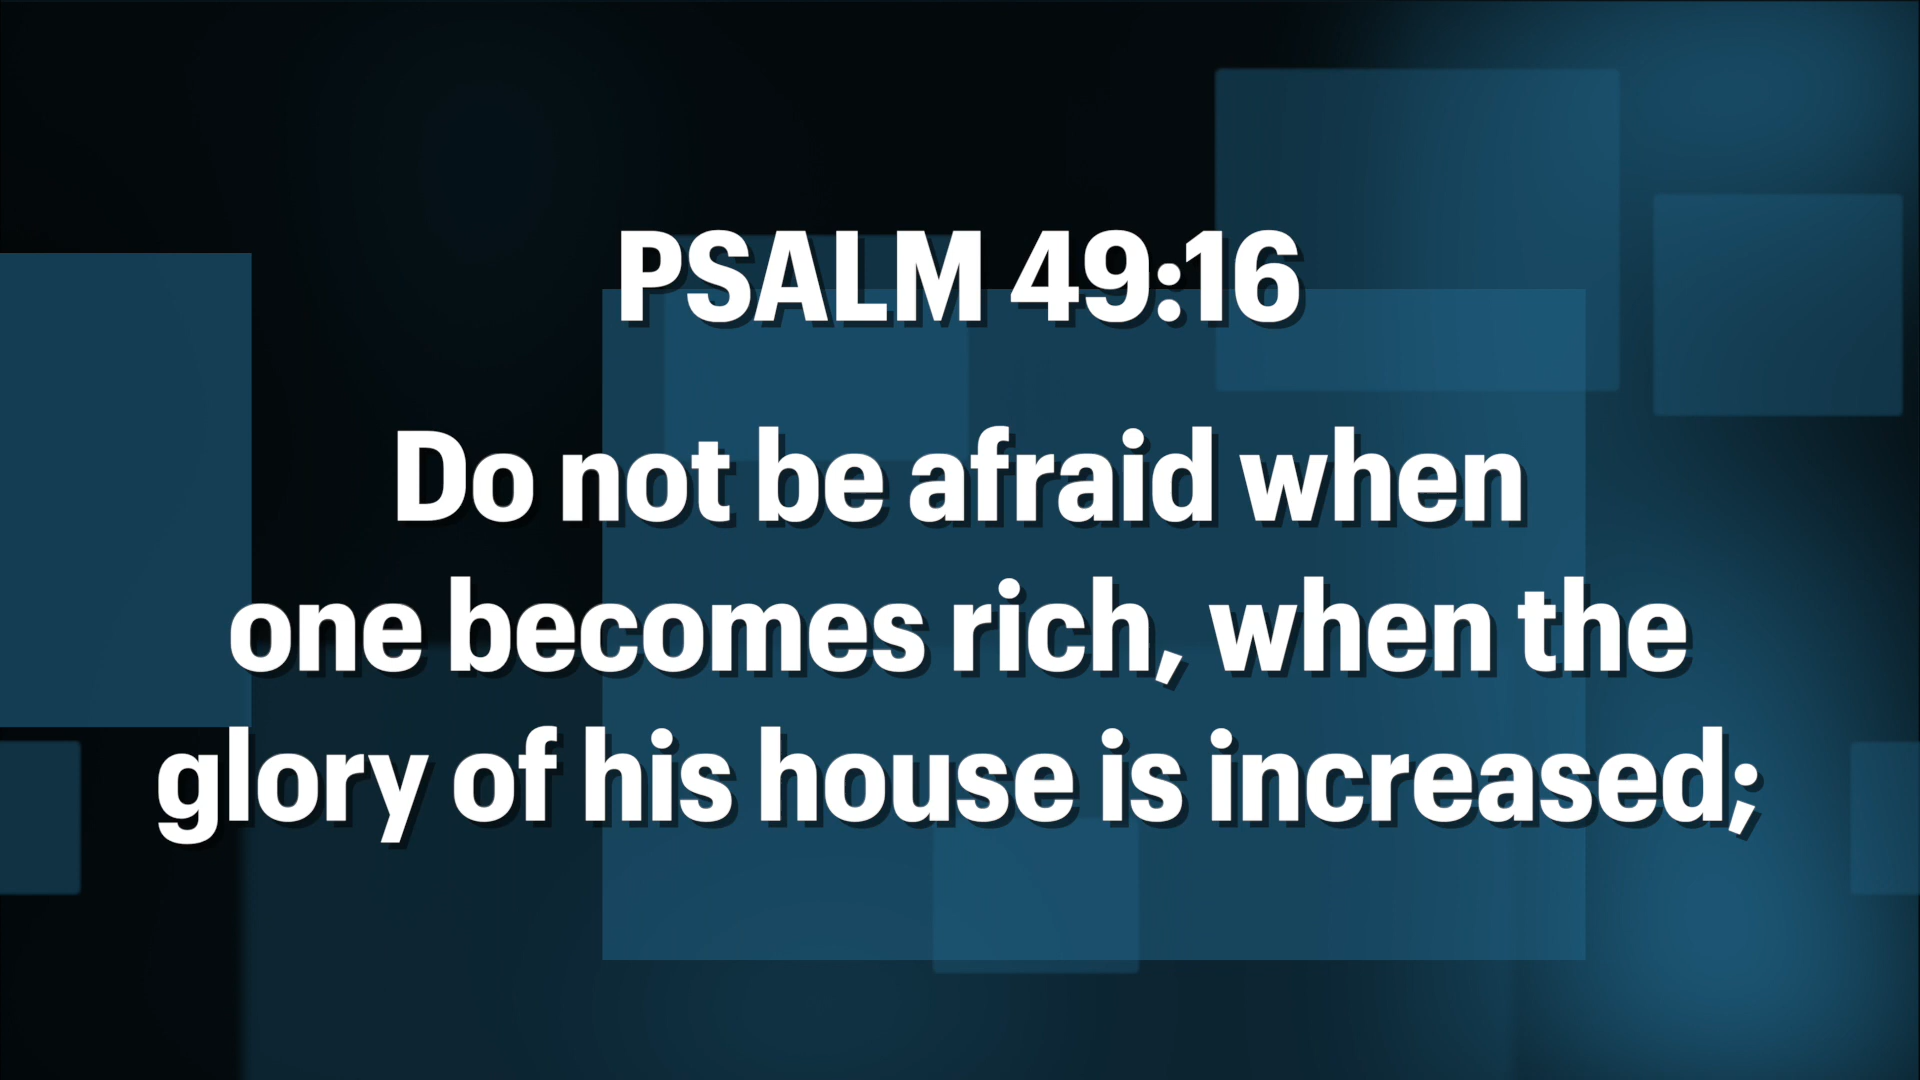 PSALM 49:16
Do not be afraid when
one becomes rich, when the
glory of his house is increased;